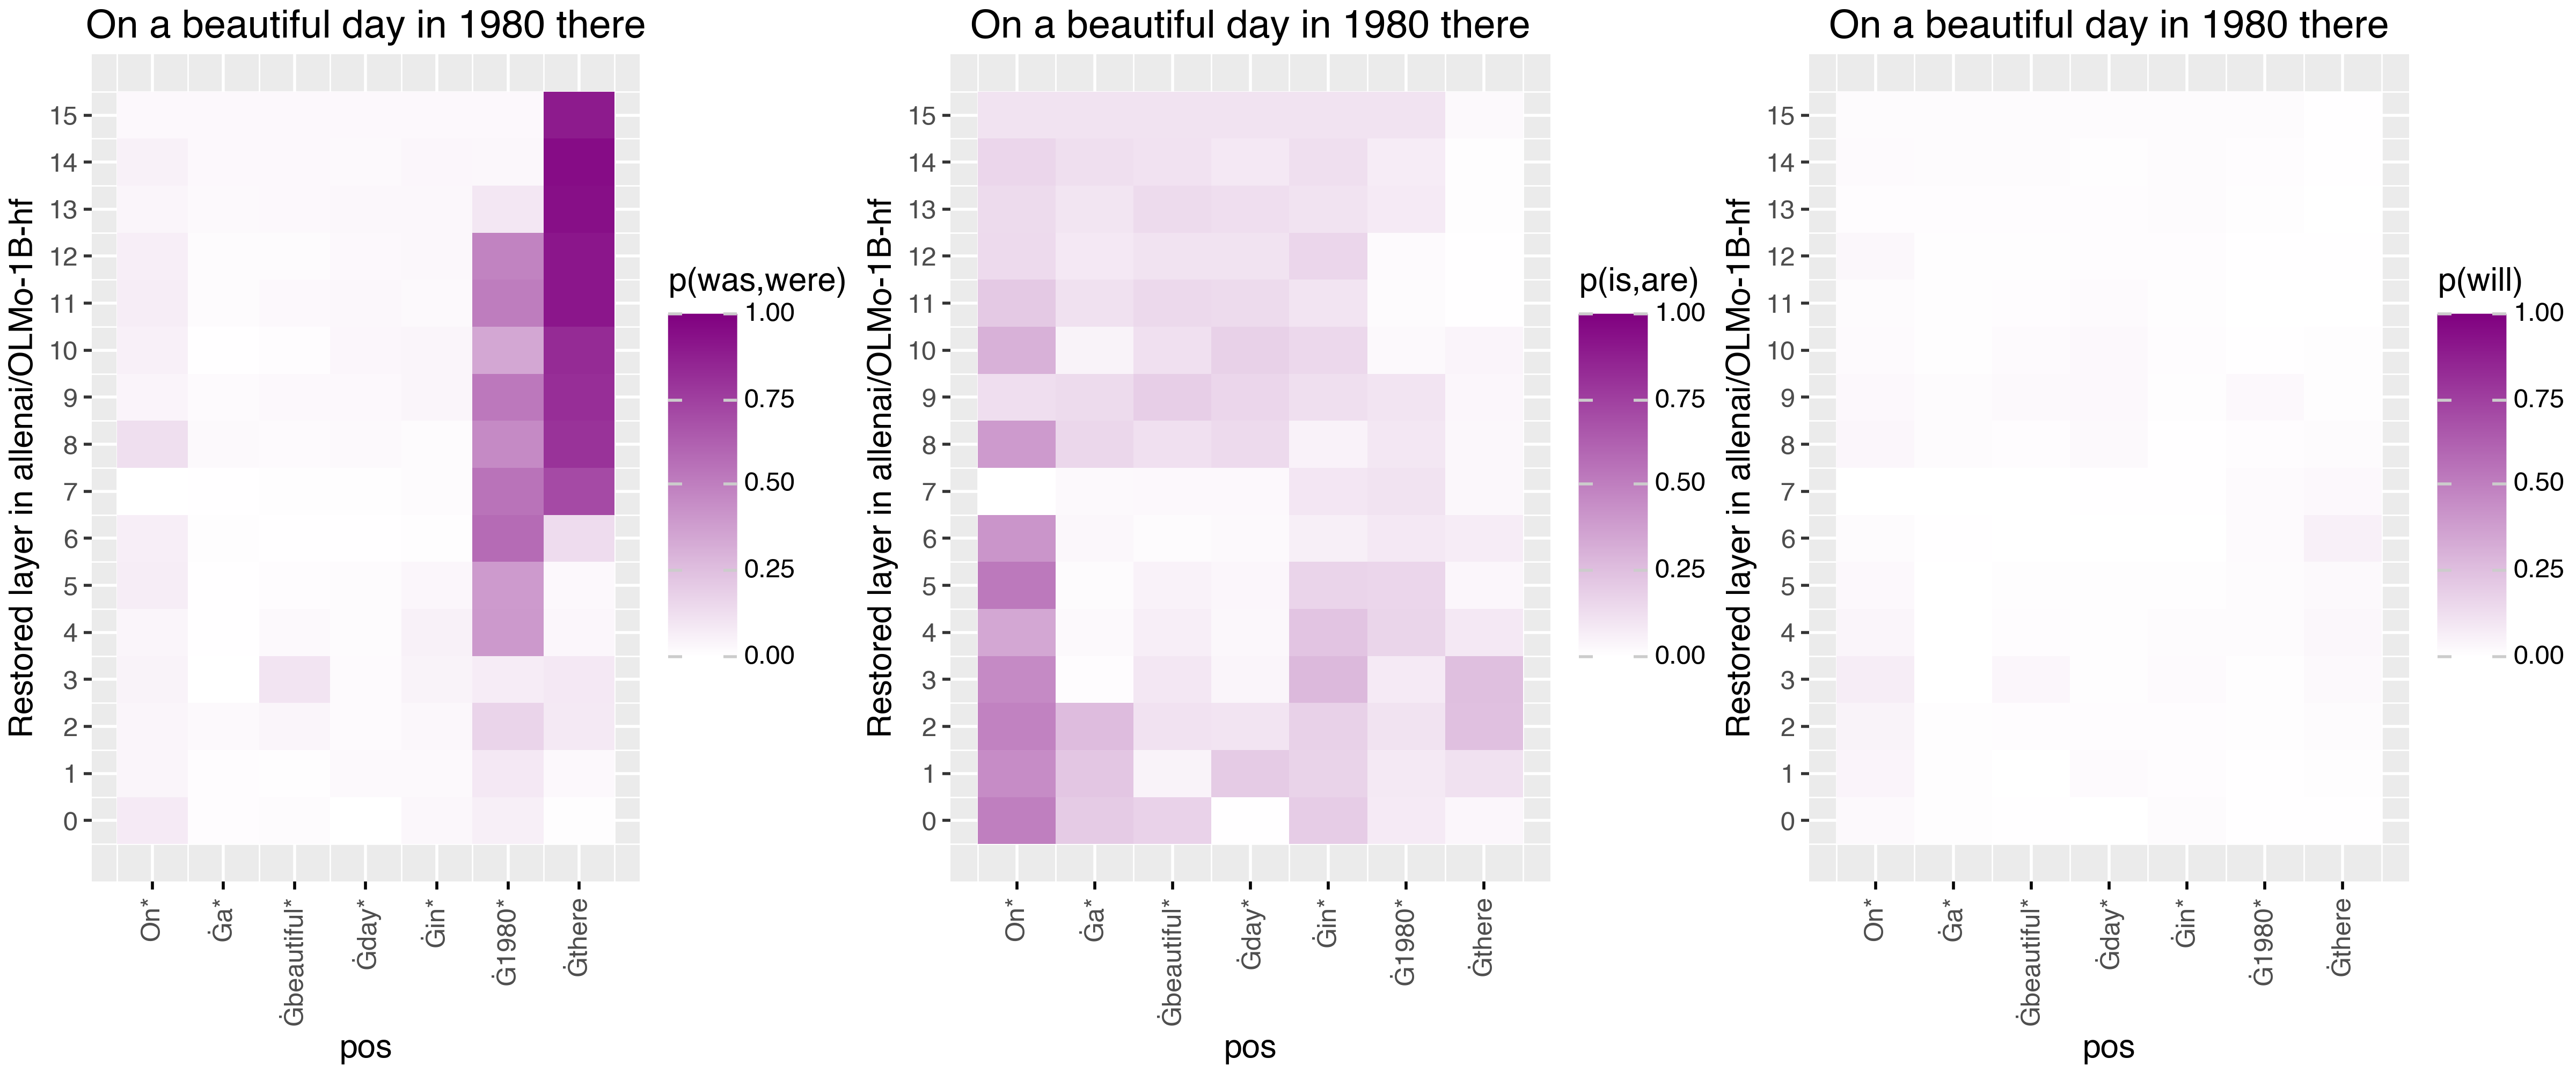 On a beautiful day in 1980 there
Restored layer in allenai/OLMo-1B-hf
15
14
13
12
11
10
9
8
7
6
5
4
3
2
1
0
On*
Ġa*
Ġbeautiful*
Ġday*
Ġin*
Ġ1980*
Ġthere
pos
p(was,were)
1.00
0.75
0.50
0.25
0.00
On a beautiful day in 1980 there
Restored layer in allenai/OLMo-1B-hf
15
14
13
12
11
10
9
8
7
6
5
4
3
2
1
0
On*
Ġa*
Ġbeautiful*
Ġday*
Ġin*
Ġ1980*
Ġthere
pos
p(is,are)
1.00
0.75
0.50
0.25
0.00
On a beautiful day in 1980 there
Restored layer in allenai/OLMo-1B-hf
15
14
13
12
11
10
9
8
7
6
5
4
3
2
1
0
On*
Ġa*
Ġbeautiful*
Ġday*
Ġin*
Ġ1980*
Ġthere
pos
p(will)
1.00
0.75
0.50
0.25
0.00